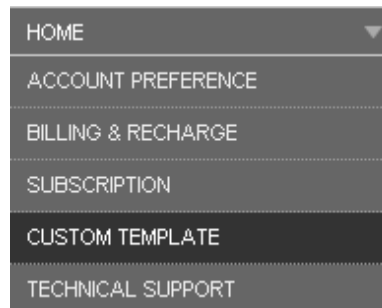 HOME
ACCOUNT PREFERENCE
BILLING & RECHARGE
SUBSCRIPTION
CUSTOM TEMPLATE
TECHNICAL SUPPORT